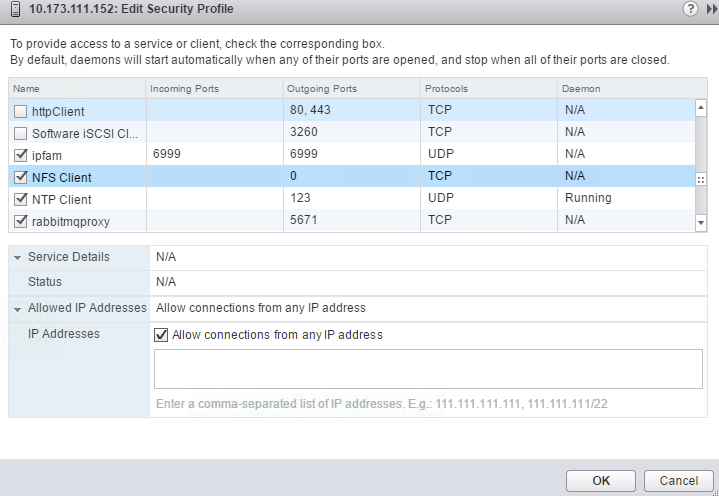 10.173.111.152: Edit Security Profile ?
To provide access to a service or client, check the corresponding box.
By default, daemons will start automatically when any of their ports are opened, and stop when all of their ports are closed.
Name Incoming Ports Outgoing Ports Protocols Daemon
httpClient 80, 443 TCP N/A
Software iSCSI Cl... 3260 TCP N/A
ipfam 6999 6999 UDP N/A
NFS Client 0 TCP N/A
NTP Client 123 UDP Running
rabbitmqproxy 5671 TCP N/A
Service Details N/A
Status N/A
Allowed IP Addresses Allow connections from any IP address
IP Addresses Allow connections from any IP address
Enter a comma-separated list of IP addresses. E.g.: 111.111.111.111, 111.111.111/22
OK Cancel